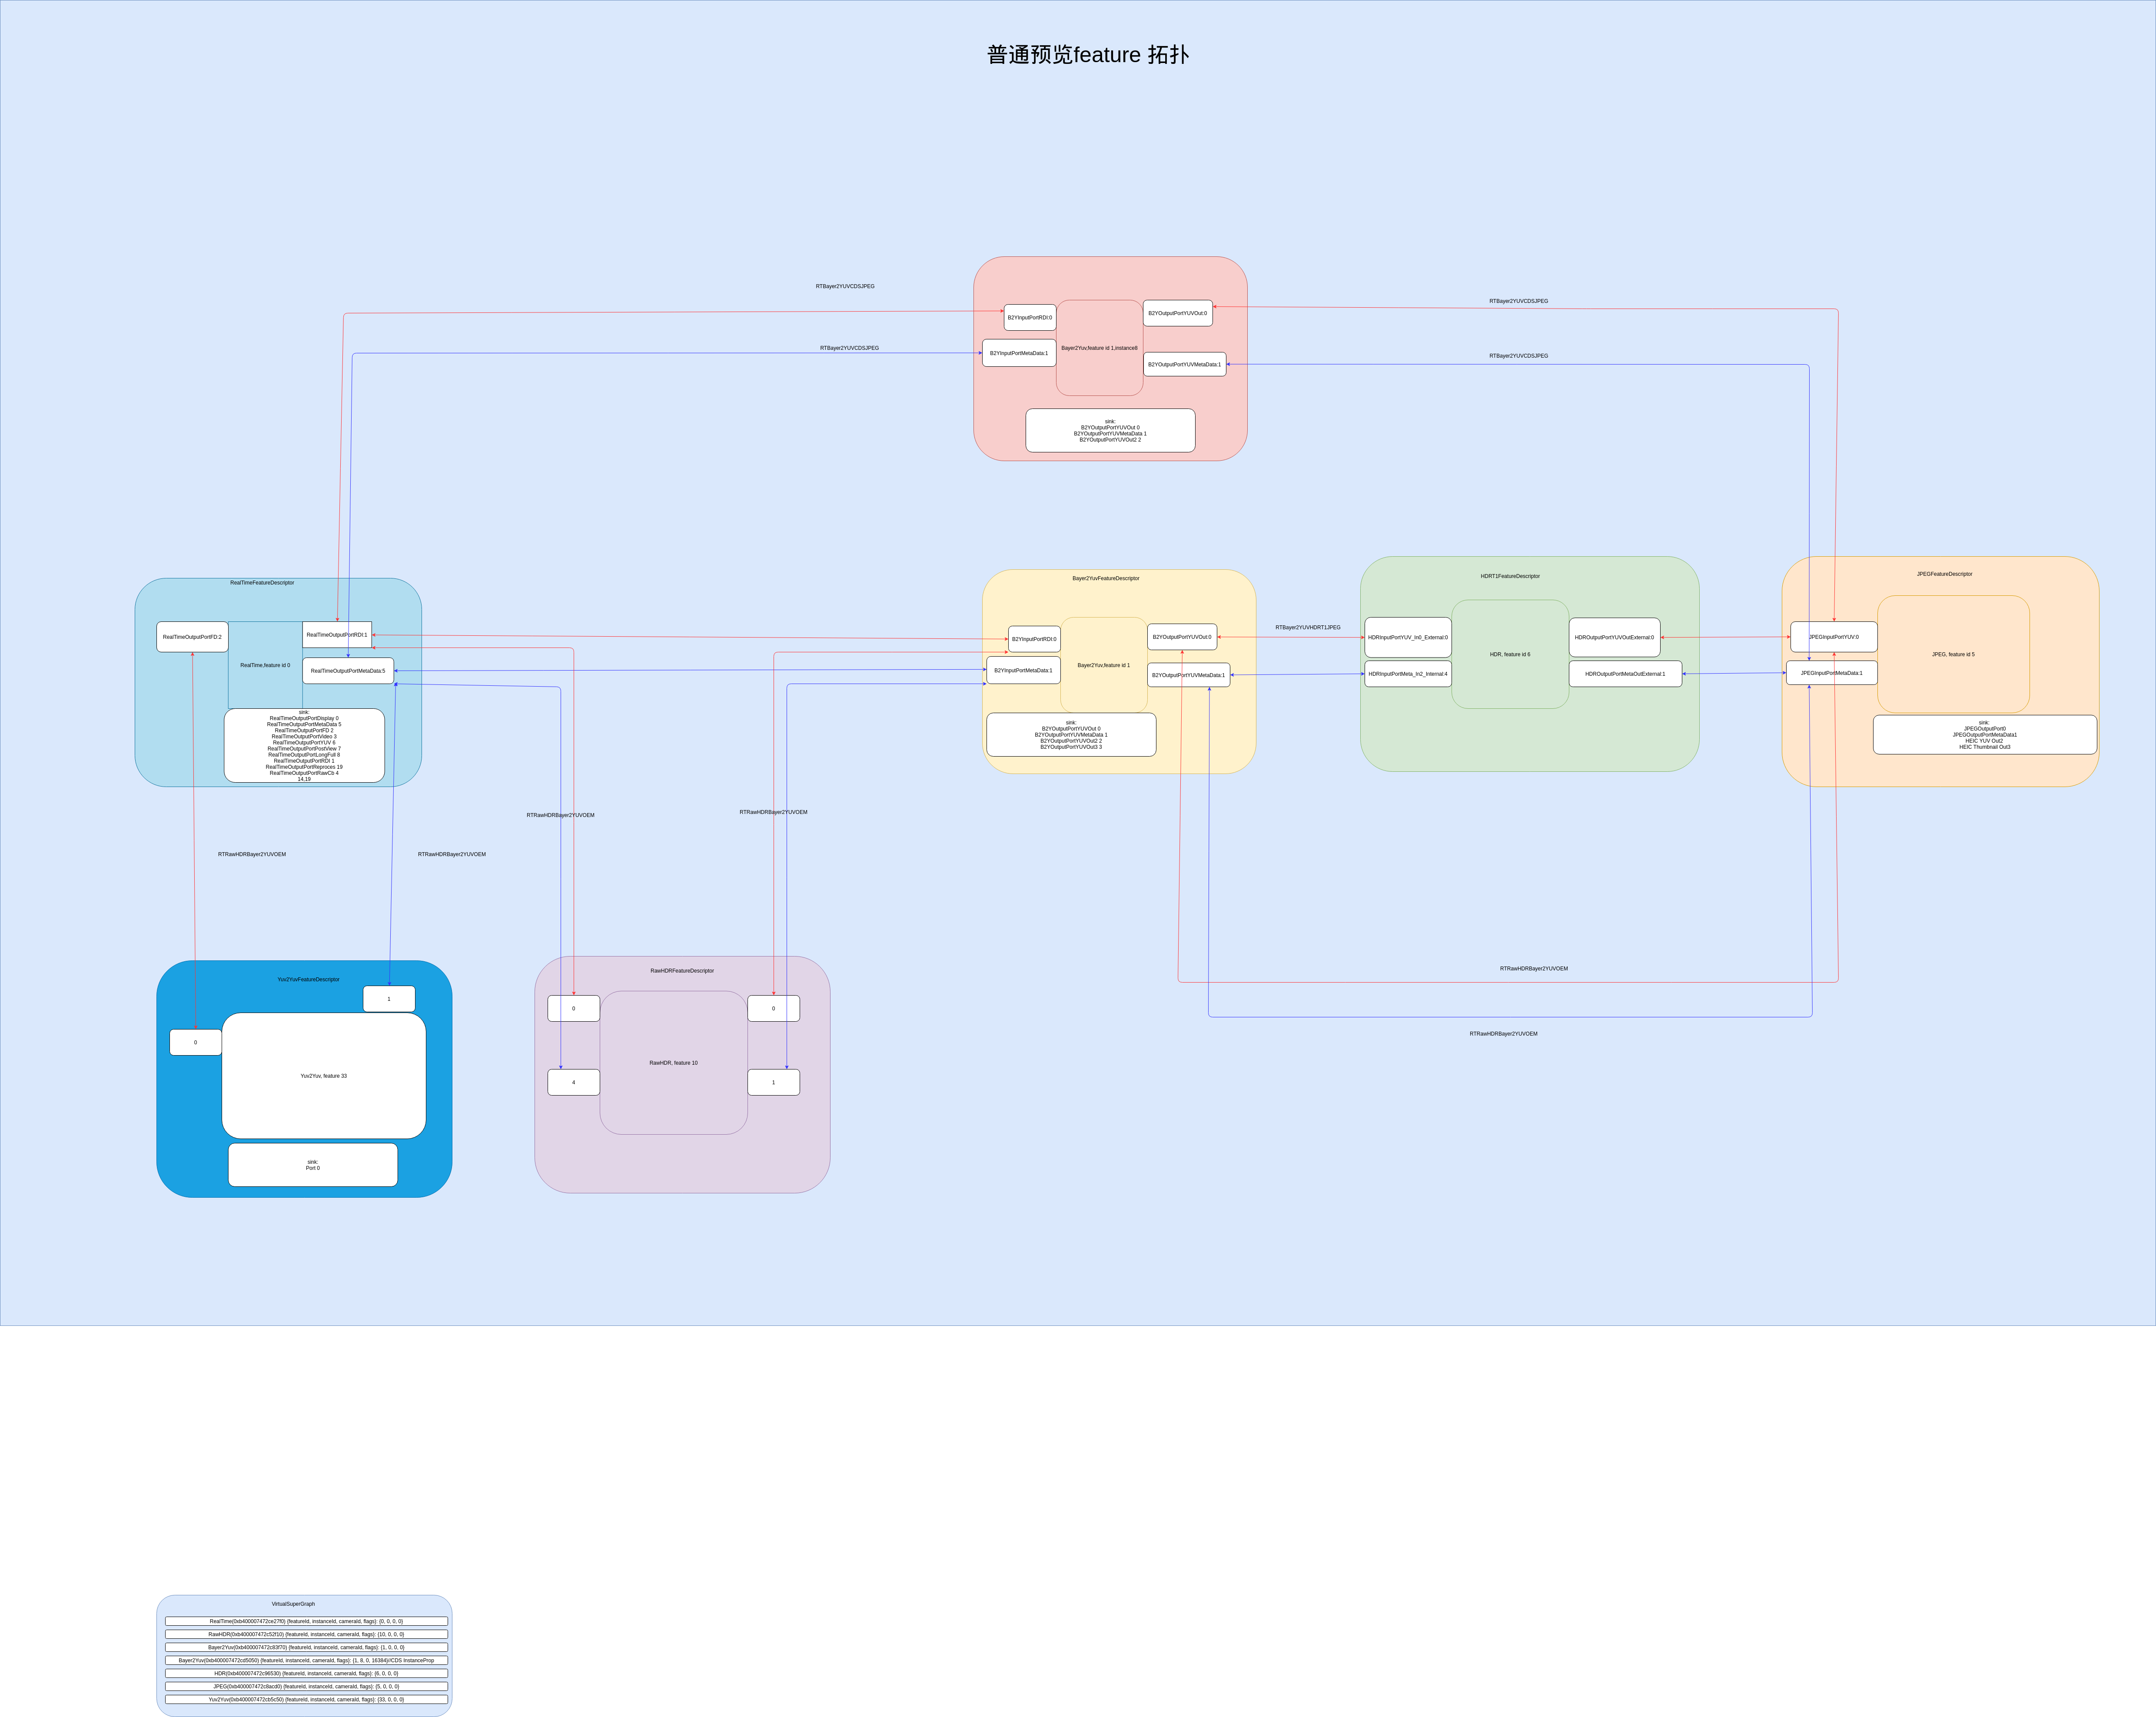 普通预览feature 拓扑
RTBayer2YUVCDSJPEG
RTBayer2YUVCDSJPEG
RTBayer2YUVCDSJPEG
RTBayer2YUVCDSJPEG
B2YInputPortRDI:0
B2YInputPortMetaData:1
Bayer2Yuv,feature id 1,instance8
B2YOutputPortYUVOut:0
B2YOutputPortYUVMetaData:1
sink:
B2YOutputPortYUVOut 0
B2YOutputPortYUVMetaData 1
B2YOutputPortYUVOut2 2
RealTimeFeatureDescriptor
RealTimeOutputPortFD:2
RealTime,feature id 0
RealTimeOutputPortRDI:1
RealTimeOutputPortMetaData:5
sink:
RealTimeOutputPortDisplay 0
RealTimeOutputPortMetaData 5
RealTimeOutputPortFD 2
RealTimeOutputPortVideo 3
RealTimeOutputPortYUV 6
RealTimeOutputPortPostView 7
RealTimeOutputPortLongFull 8
RealTimeOutputPortRDI 1
RealTimeOutputPortReproces 19
RealTimeOutputPortRawCb 4
14,19
Bayer2YuvFeatureDescriptor
B2YInputPortRDI:0
B2YInputPortMetaData:1
Bayer2Yuv,feature id 1
B2YOutputPortYUVOut:0
B2YOutputPortYUVMetaData:1
sink:
B2YOutputPortYUVOut 0
B2YOutputPortYUVMetaData 1
B2YOutputPortYUVOut2 2
B2YOutputPortYUVOut3 3
RTBayer2YUVHDRT1JPEG
HDRT1FeatureDescriptor
HDRInputPortYUV_In0_External:0
HDRInputPortMeta_In2_Internal:4
HDR, feature id 6
HDROutputPortYUVOutExternal:0
HDROutputPortMetaOutExternal:1
JPEGFeatureDescriptor
JPEGInputPortYUV:0
JPEGInputPortMetaData:1
JPEG, feature id 5
sink:
JPEGOutputPort0
JPEGOutputPortMetaData1
HEIC YUV Out2
HEIC Thumbnail Out3
RTRawHDRBayer2YUVOEM
RTRawHDRBayer2YUVOEM
RTRawHDRBayer2YUVOEM
RTRawHDRBayer2YUVOEM
RTRawHDRBayer2YUVOEM
RTRawHDRBayer2YUVOEM
Yuv2YuvFeatureDescriptor
1
0
Yuv2Yuv, feature 33
sink:
Port 0
RawHDRFeatureDescriptor
0
0
RawHDR, feature 10
4
1
VirtualSuperGraph
RealTime(0xb400007472ce27f0) {featureId, instanceId, cameraId, flags}: {0, 0, 0, 0}
RawHDR(0xb400007472c52f10) {featureId, instanceId, cameraId, flags}: {10, 0, 0, 0}
Bayer2Yuv(0xb400007472c83f70) {featureId, instanceId, cameraId, flags}: {1, 0, 0, 0}
Bayer2Yuv(0xb400007472cd5050) {featureId, instanceId, cameraId, flags}: {1, 8, 0, 16384}//CDS InstanceProp
HDR(0xb400007472c96530) {featureId, instanceId, cameraId, flags}: {6, 0, 0, 0}
JPEG(0xb400007472c8acd0) {featureId, instanceId, cameraId, flags}: {5, 0, 0, 0}
Yuv2Yuv(0xb400007472cb5c50) {featureId, instanceId, cameraId, flags}: {33, 0, 0, 0}